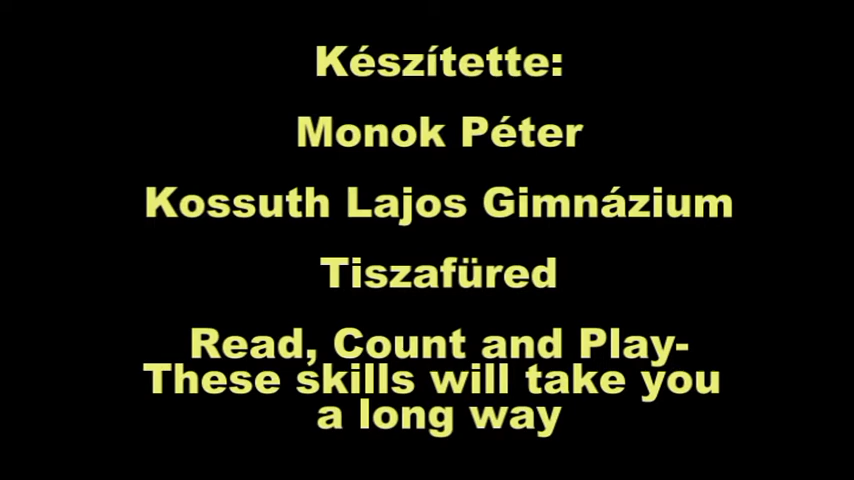 Készítette:
Monok Péter
Kossuth Lajos Gimnázium
Tiszafüred
Read, Count and Play-
These skills will take you
a long way